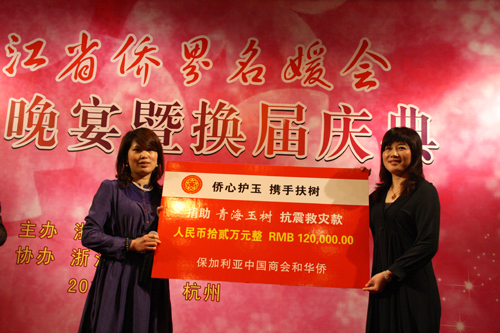 江省侨界名媛会
晚宴暨换届庆典
侨心护玉 携手扶树
捐助 青海玉树 抗震救灾款
人民币拾贰万元整 RMB 120,000.00
保加利亚中国商会和华侨
主办
协办 浙
20
杭州